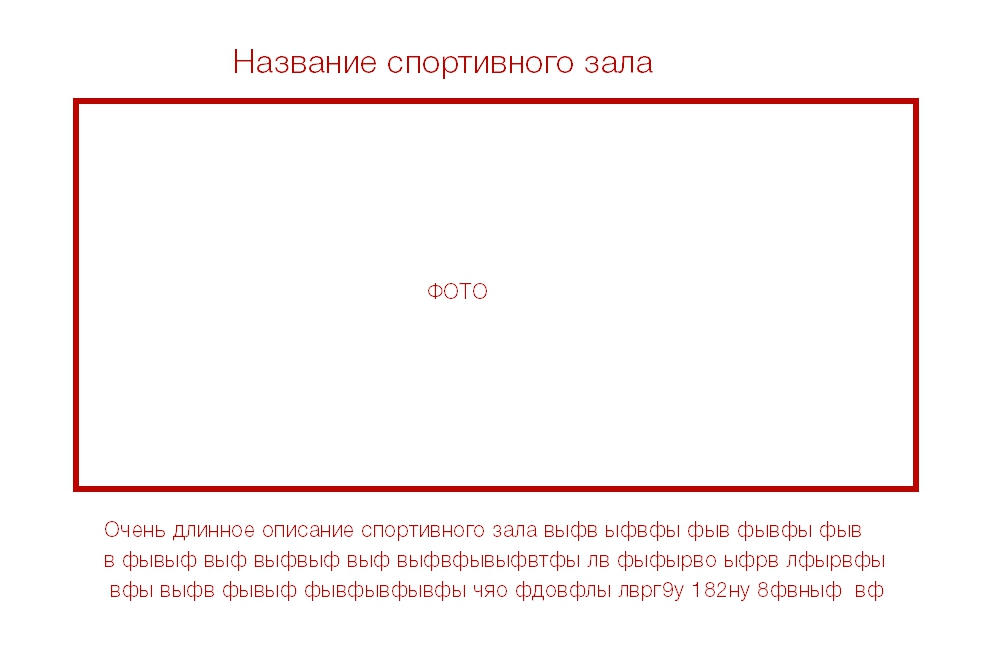 Название спортивного зала
ФОТО
Очень длинное описание спортивного зала выфв ыфвфы фыв фывфы фыв
в фывыф выф выфвыф выф выфвфывыфвтфы лв фыфырво ыфрв лфырвфы
вфы выфв фывыф фывфывфывфы чяо фдовфлы лврг9у 182ну 8фвныф  вф